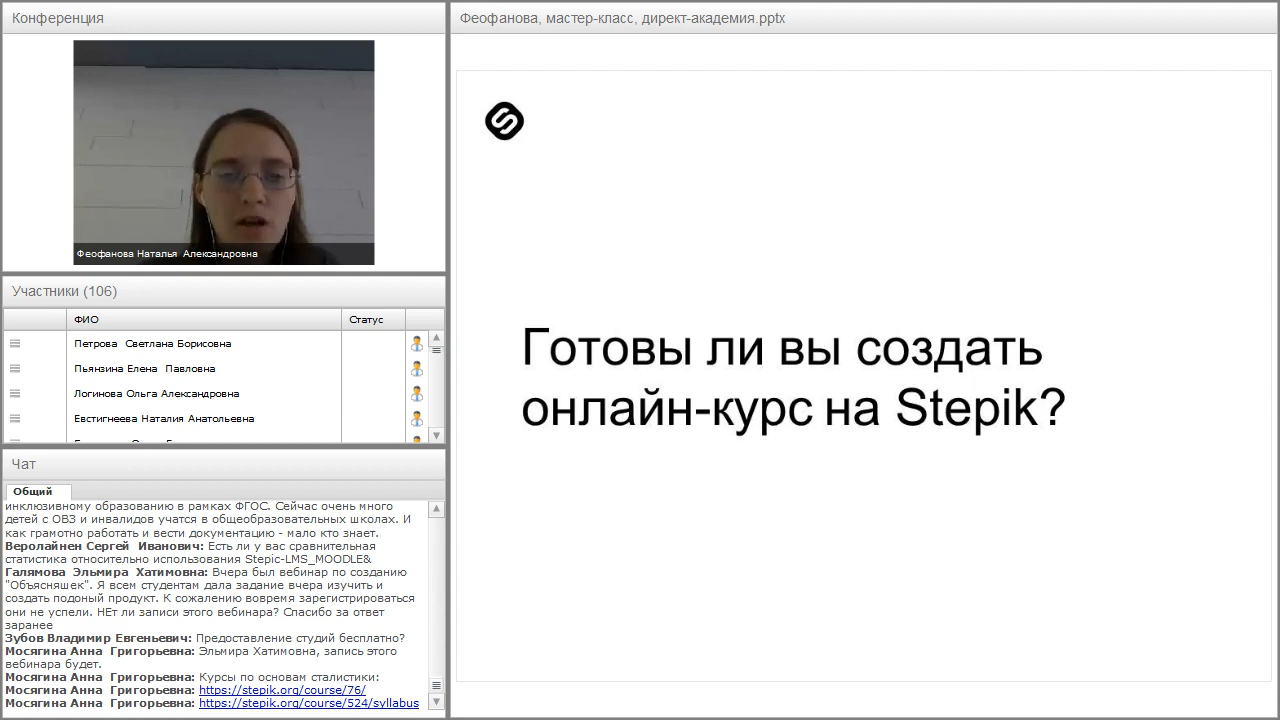 Конференция
Феофанова Наталья Александровна
Участники (106)
ФИО
Статус
Петрова Светлана Борисовна
Пьянзина Елена Павловна
Логинова Ольга Александровна
Евстигнеева Наталия Анатольевна
Чат
Общий
инклюзивному образованию в рамках ФГОС. Сейчас очень много
детей с ОВЗ и инвалидов учатся в общеобразовательных школах. И
как грамотно работать и вести документацию - мало кто знает.
Веролайнен Сергей Иванович: Есть ли у вас сравнительная
статистика относительно использования Stepic-LMS_MOODLE&
Галямова Эльмира Хатимовна: Вчера был вебинар по созданию
"Объясняшек". Я всем студентам дала задание вчера изучить и
создать подоный продукт. К сожалению вовремя зарегистрироваться
они не успели. НЕт ли записи этого вебинара? Спасибо за ответ
заранее
Зубов Владимир Евгеньевич: Предоставление студий бесплатно?
Мосягина Анна Григорьевна: Эльмира Хатимовна, запись этого
вебинара будет.
Мосягина Анна Григорьевна: Курсы по основам сталистики:
Мосягина Анна Григорьевна: https://stepik.org/course/76/
Мосягина Анна Григорьевна: https://stepik.org/course/524/syllabus
Феофанова, мастер-класс, директ-академия.pptx
Готовы ли вы создать
онлайн-курс на Stepik?